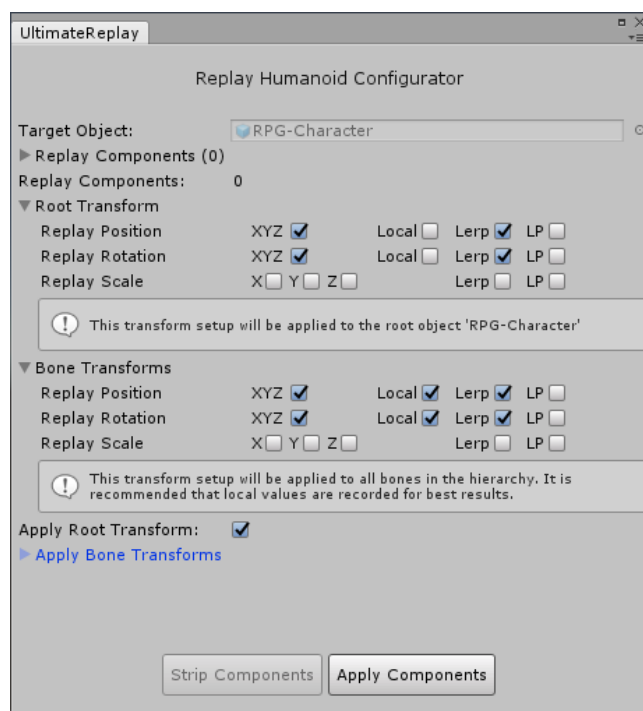 UltimateReplay
Replay Humanoid Configurator
Target Object: RPG-Character
Replay Components (0)
Replay Components: 0
Root Transform
Replay Position XYZ Local Lerp LP
Replay Rotation XYZ Local Lerp LP
Replay Scale X Y Z Lerp LP
This transform setup will be applied to the root object 'RPG-Character'
Bone Transforms
Replay Position XYZ Local Lerp LP
Replay Rotation XYZ Local Lerp LP
Replay Scale X Y Z Lerp LP
This transform setup will be applied to all bones in the hierarchy. It is
recommended that local values are recorded for best results.
Apply Root Transform:
Apply Bone Transforms
Strip Components Apply Components